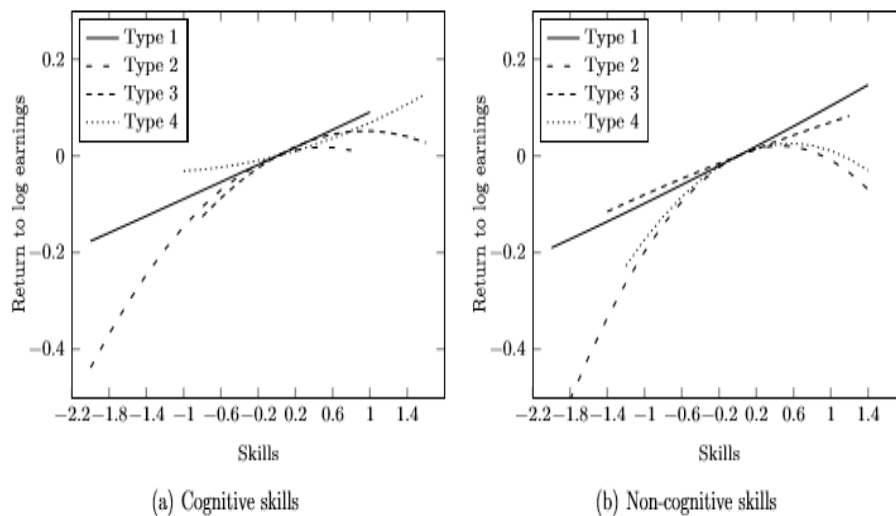 Type 1
Type 2
Type 3
Type 4
0.2
0
−0.2
−0.4
Return to log earnings
−2.2 −1.8 −1.4 −1 −0.6 −0.2 0.2 0.6 1 1.4
Skills
(a) Cognitive skills
Type 1
Type 2
Type 3
Type 4
0.2
0
−0.2
−0.4
Return to log earnings
−2.2 −1.8 −1.4 −1 −0.6 −0.2 0.2 0.6 1 1.4
Skills
(b) Non-cognitive skills